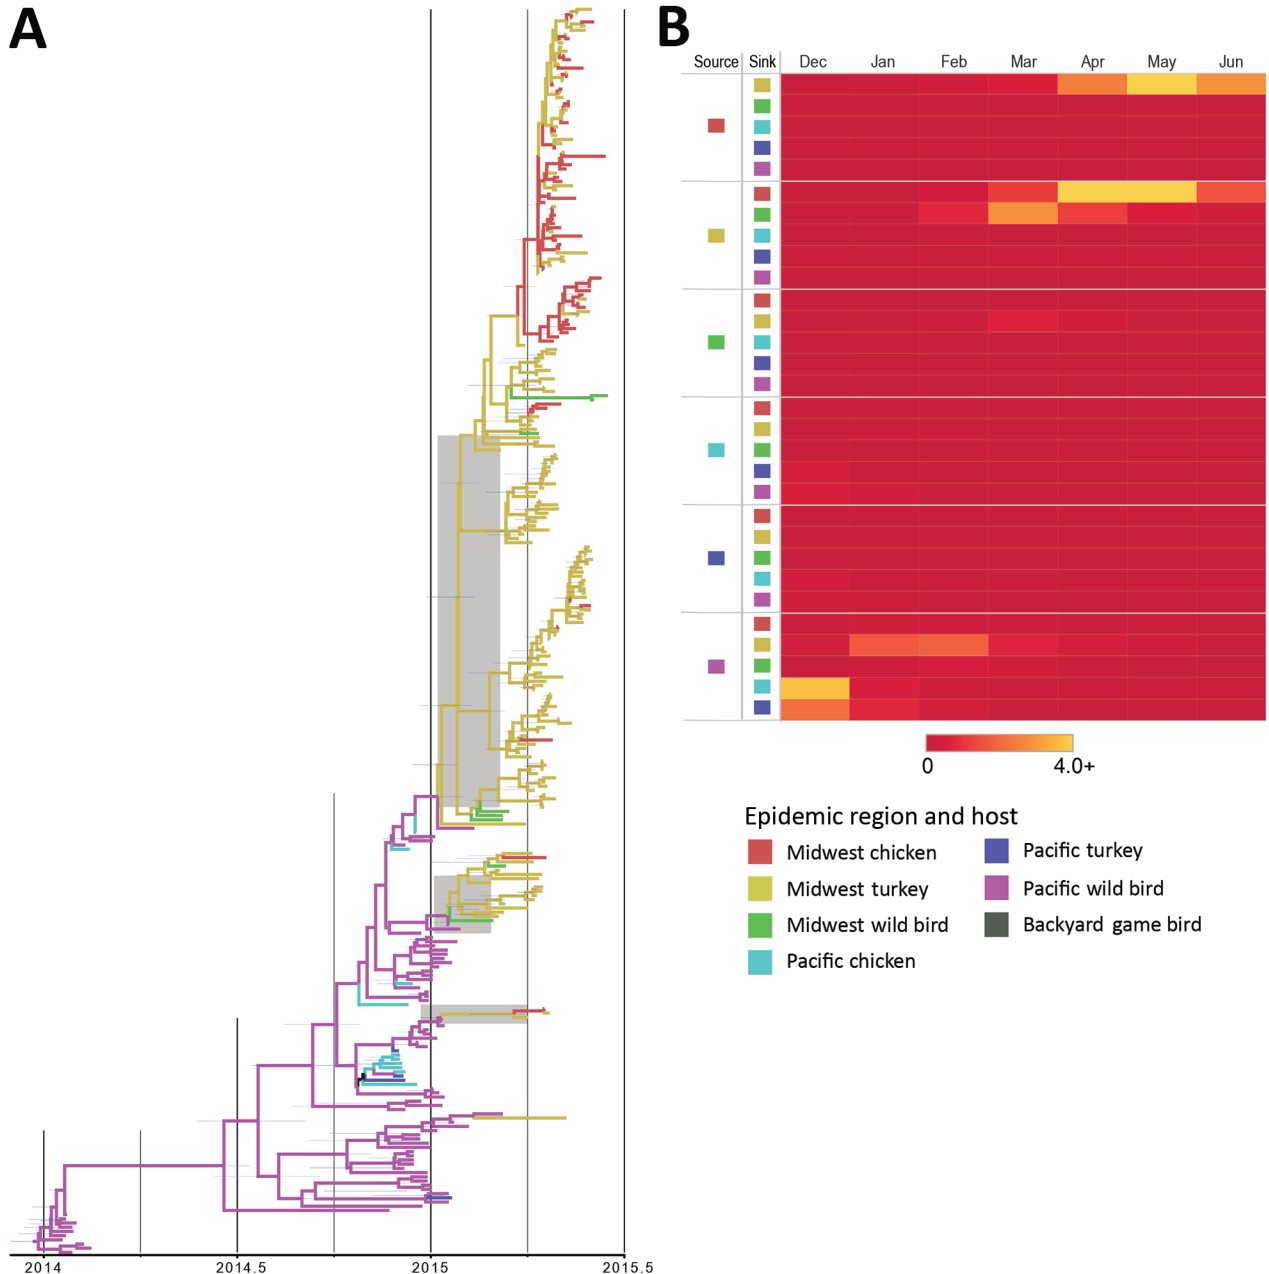 A
B
Source Sink Dec Jan Feb Mar Apr May Jun
0 4.0+
Epidemic region and host
Midwest chicken Pacific turkey
Midwest turkey Pacific wild bird
Midwest wild bird Backyard game bird
Pacific chicken
2014 2014.5 2015 2015.5